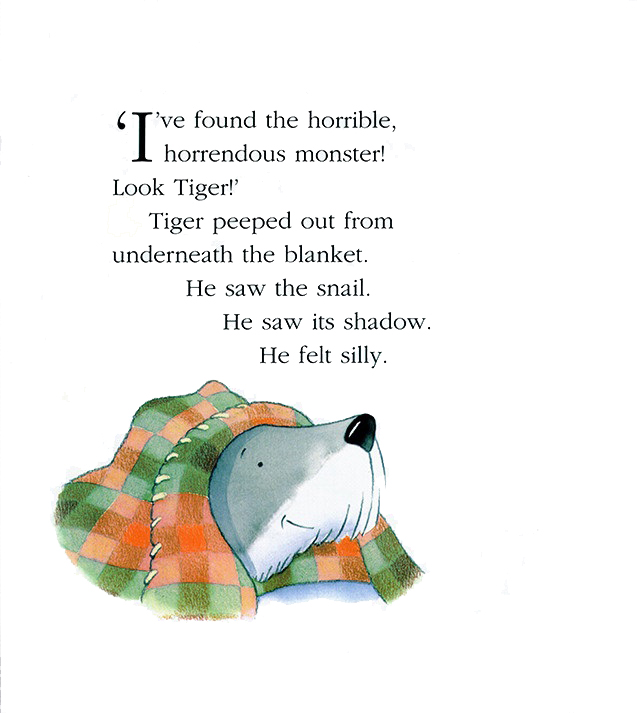 ‘I’ve found the horrible,
horrendous monster!
Look Tiger!’
Tiger peeped out from
underneath the blanket.
He saw the snail.
He saw its shadow.
He felt silly.